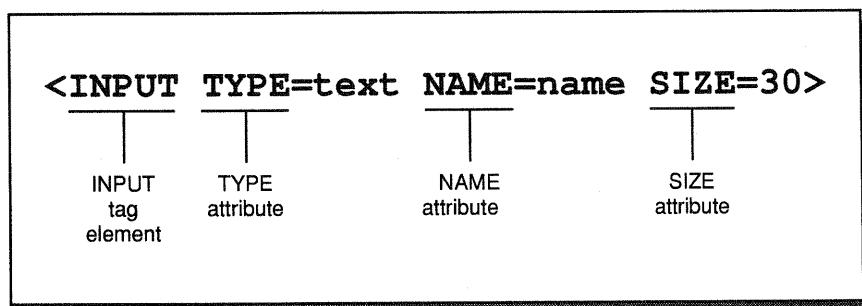 <INPUT TYPE=text NAME=name SIZE=30>
INPUT
tag
element
TYPE
attribute
NAME
attribute
SIZE
attribute